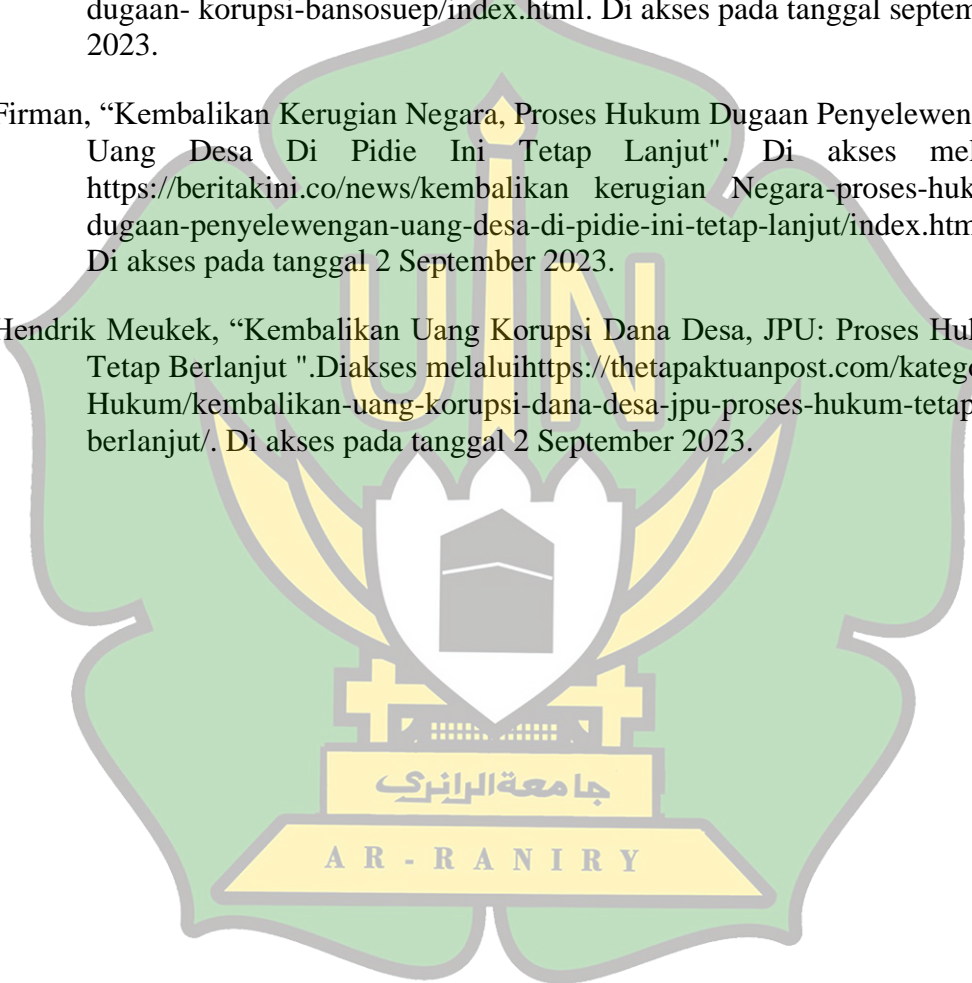 dugaan- korupsi-bansosuep/index.html. Di akses pada tanggal
2023.
Firman, “Kembalikan Kerugian Negara, Proses Hukum Dugaan
Uang Desa Di Pidie Ini Tetap Lanjut". Di akses
https://beritakini.co/news/kembalikan kerugian Negara-proses-
dugaan-penyelewengan-uang-desa-di-pidie-ini-tetap-lanjut/index.htm
Di akses pada tanggal 2 September 2023.
Hendrik Meukek, “Kembalikan Uang Korupsi Dana Desa, JPU: Proses
Tetap Berlanjut ".Diakses melaluihttps://thetapaktuanpost.com/
Hukum/kembalikan-uang-korupsi-dana-desa-jpu-proses-hukum-tetap
berlanjut/. Di akses pada tanggal 2 September 2023.
UIN
جامعة الرانري
AR-RANIRY